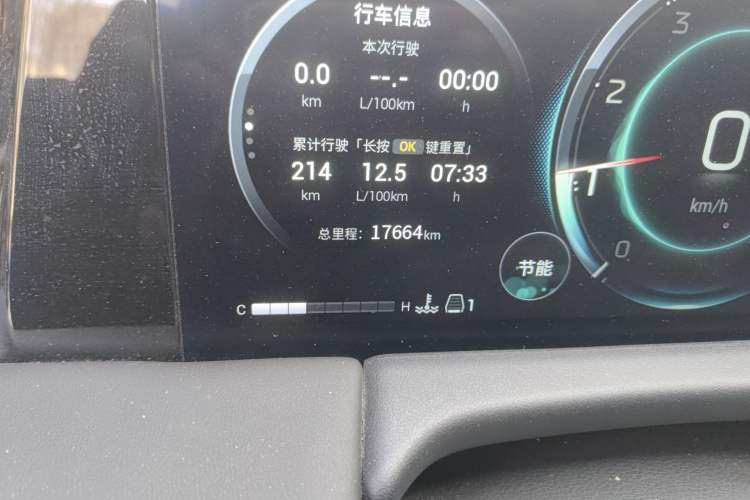 行车信息
本次行驶
0.0 --.- 00:00
km L/100km h
累计行驶「长按 OK 键重置」
214 12.5 07:33
km L/100km h
总里程：17664km
C H 1
节能
3
2
1
0
0
km/h